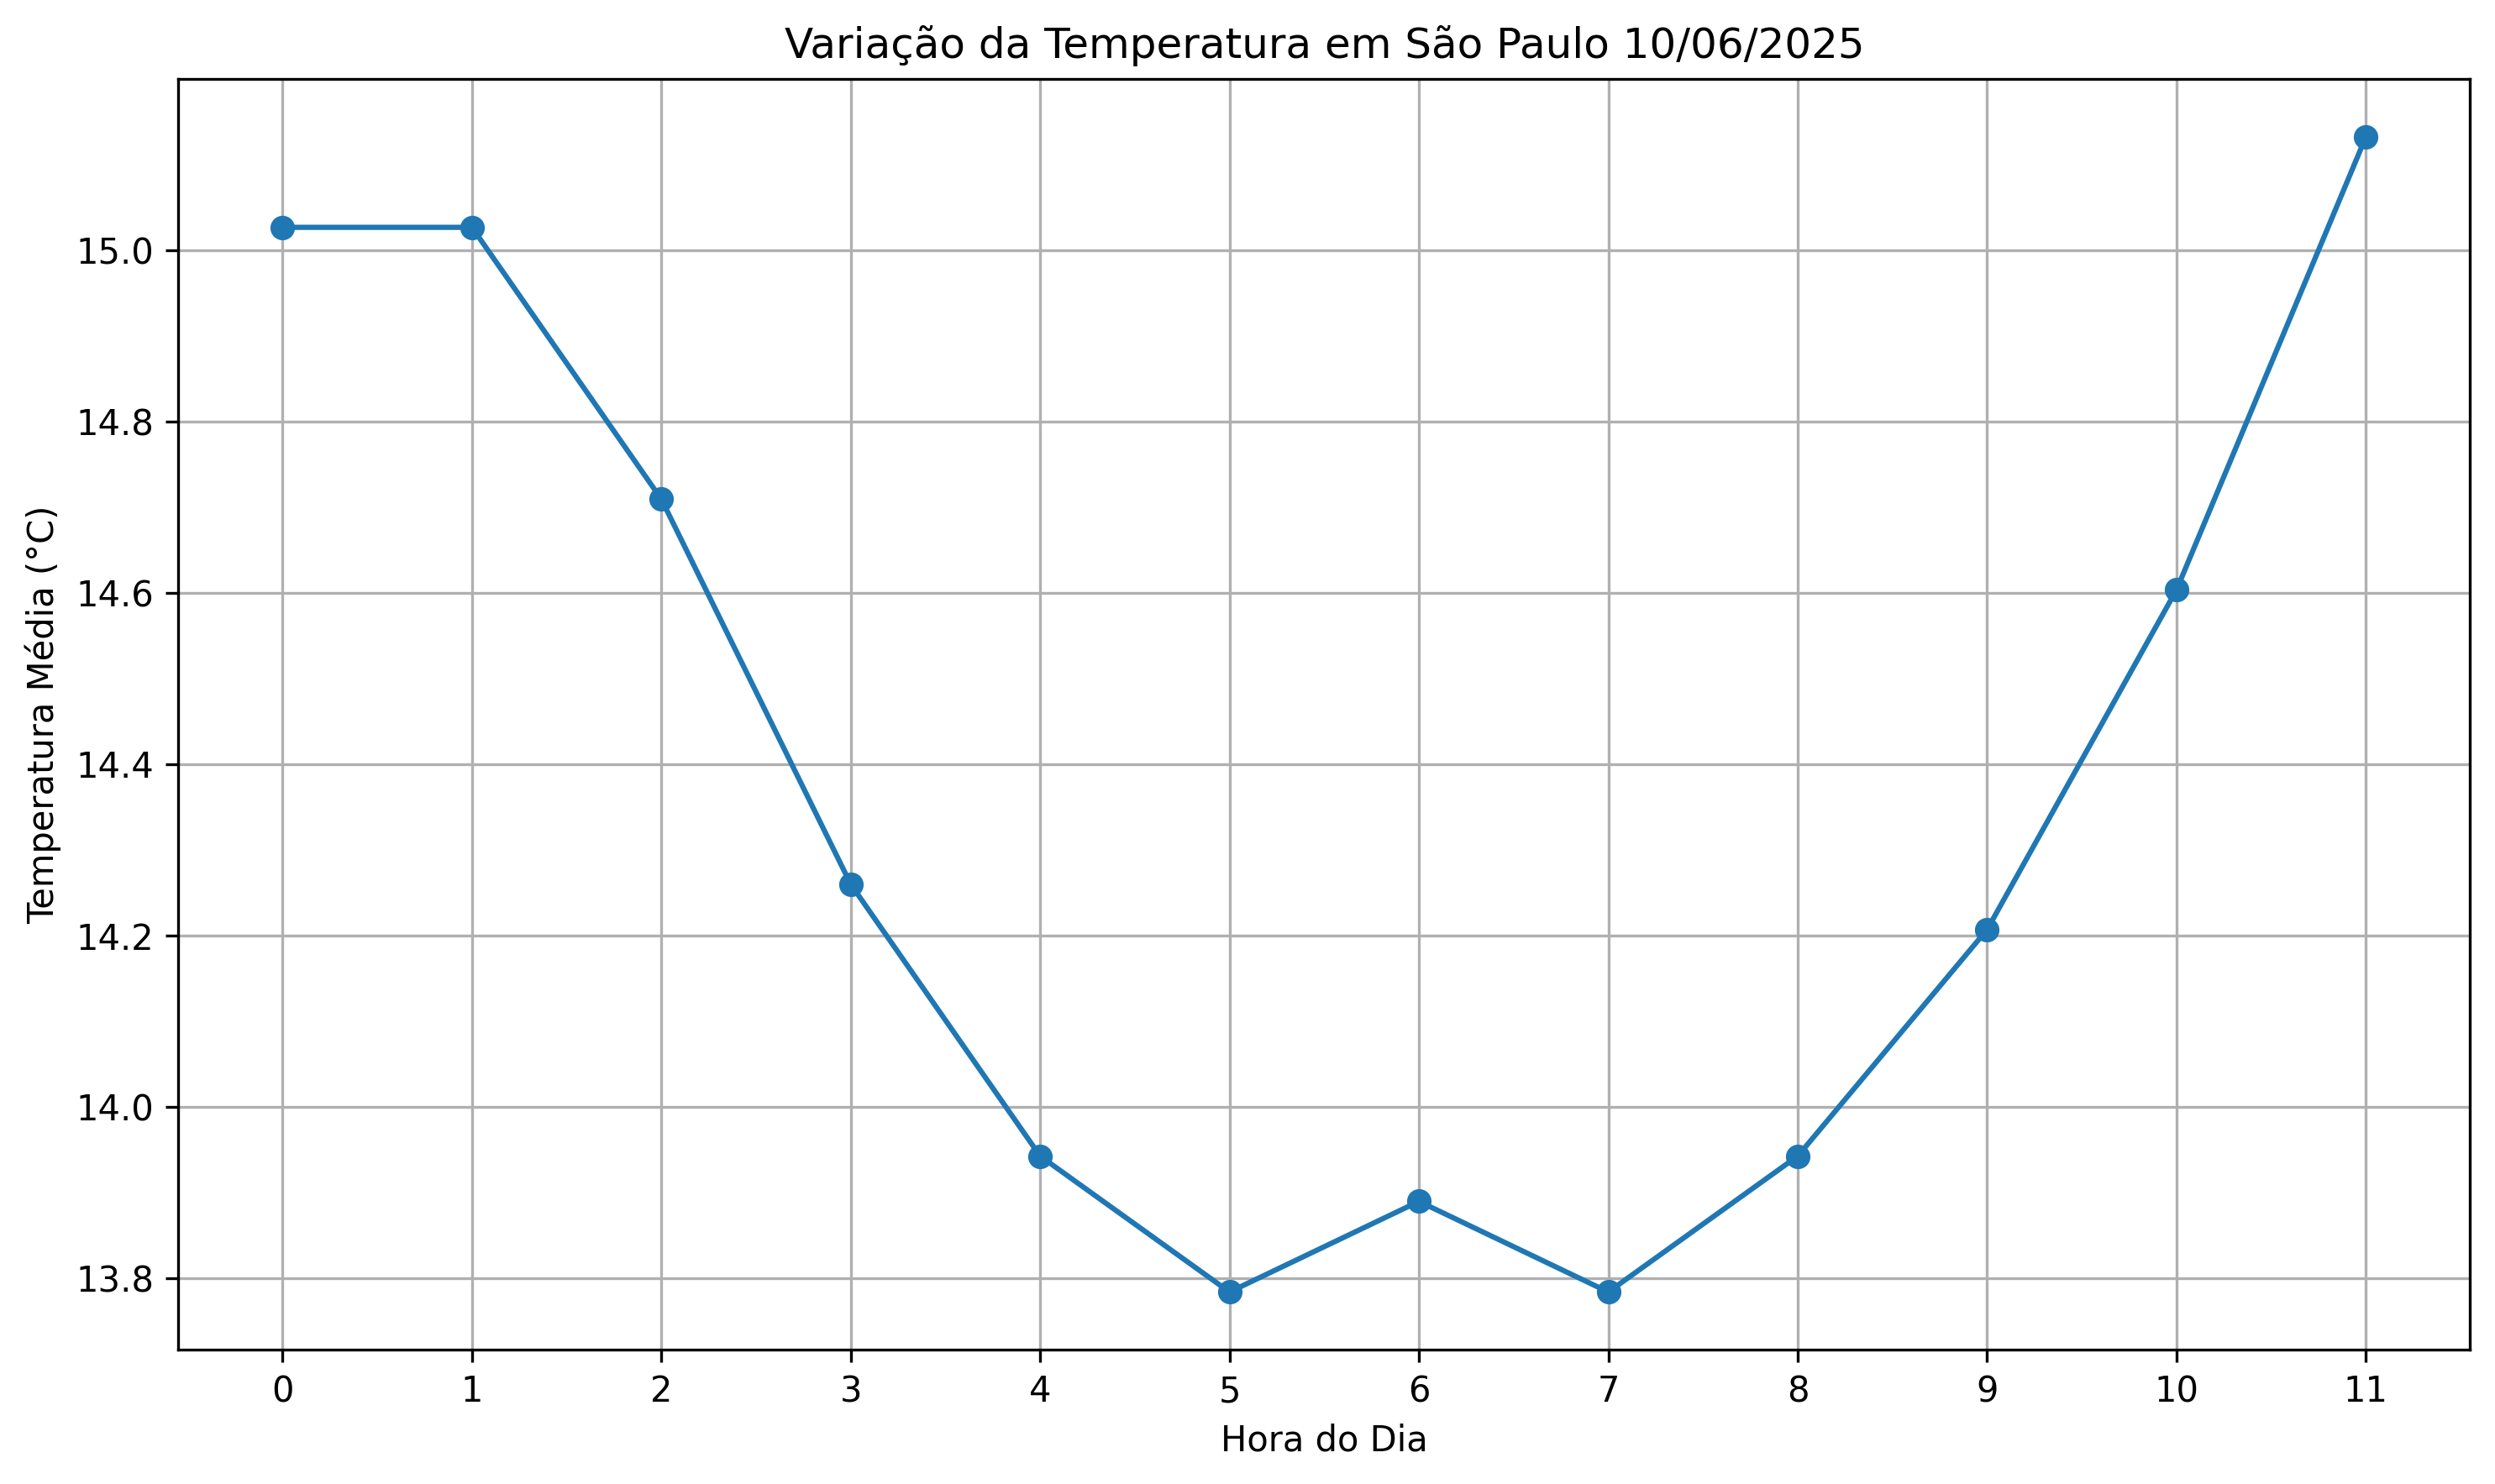 Variação da Temperatura em São Paulo 10/06/2025
Temperatura Média (°C)
15.0
14.8
14.6
14.4
14.2
14.0
13.8
0 1 2 3 4 5 6 7 8 9 10 11
Hora do Dia